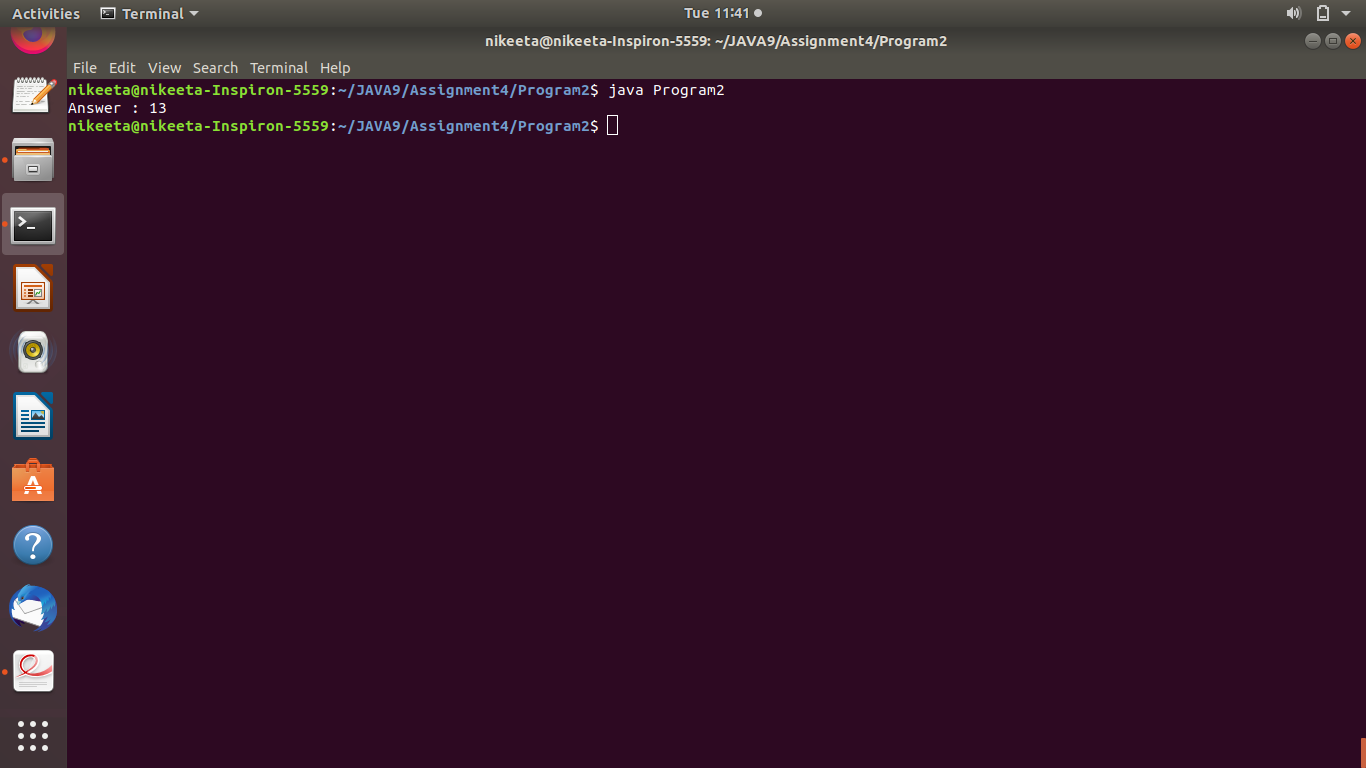 Activities Terminal Tue 11:41
nikeeta@nikeeta-Inspiron-5559: ~/JAVA9/Assignment4/Program2
File Edit View Search Terminal Help
nikeeta@nikeeta-Inspiron-5559:~/JAVA9/Assignment4/Program2$ java Program2
Answer : 13
nikeeta@nikeeta-Inspiron-5559:~/JAVA9/Assignment4/Program2$